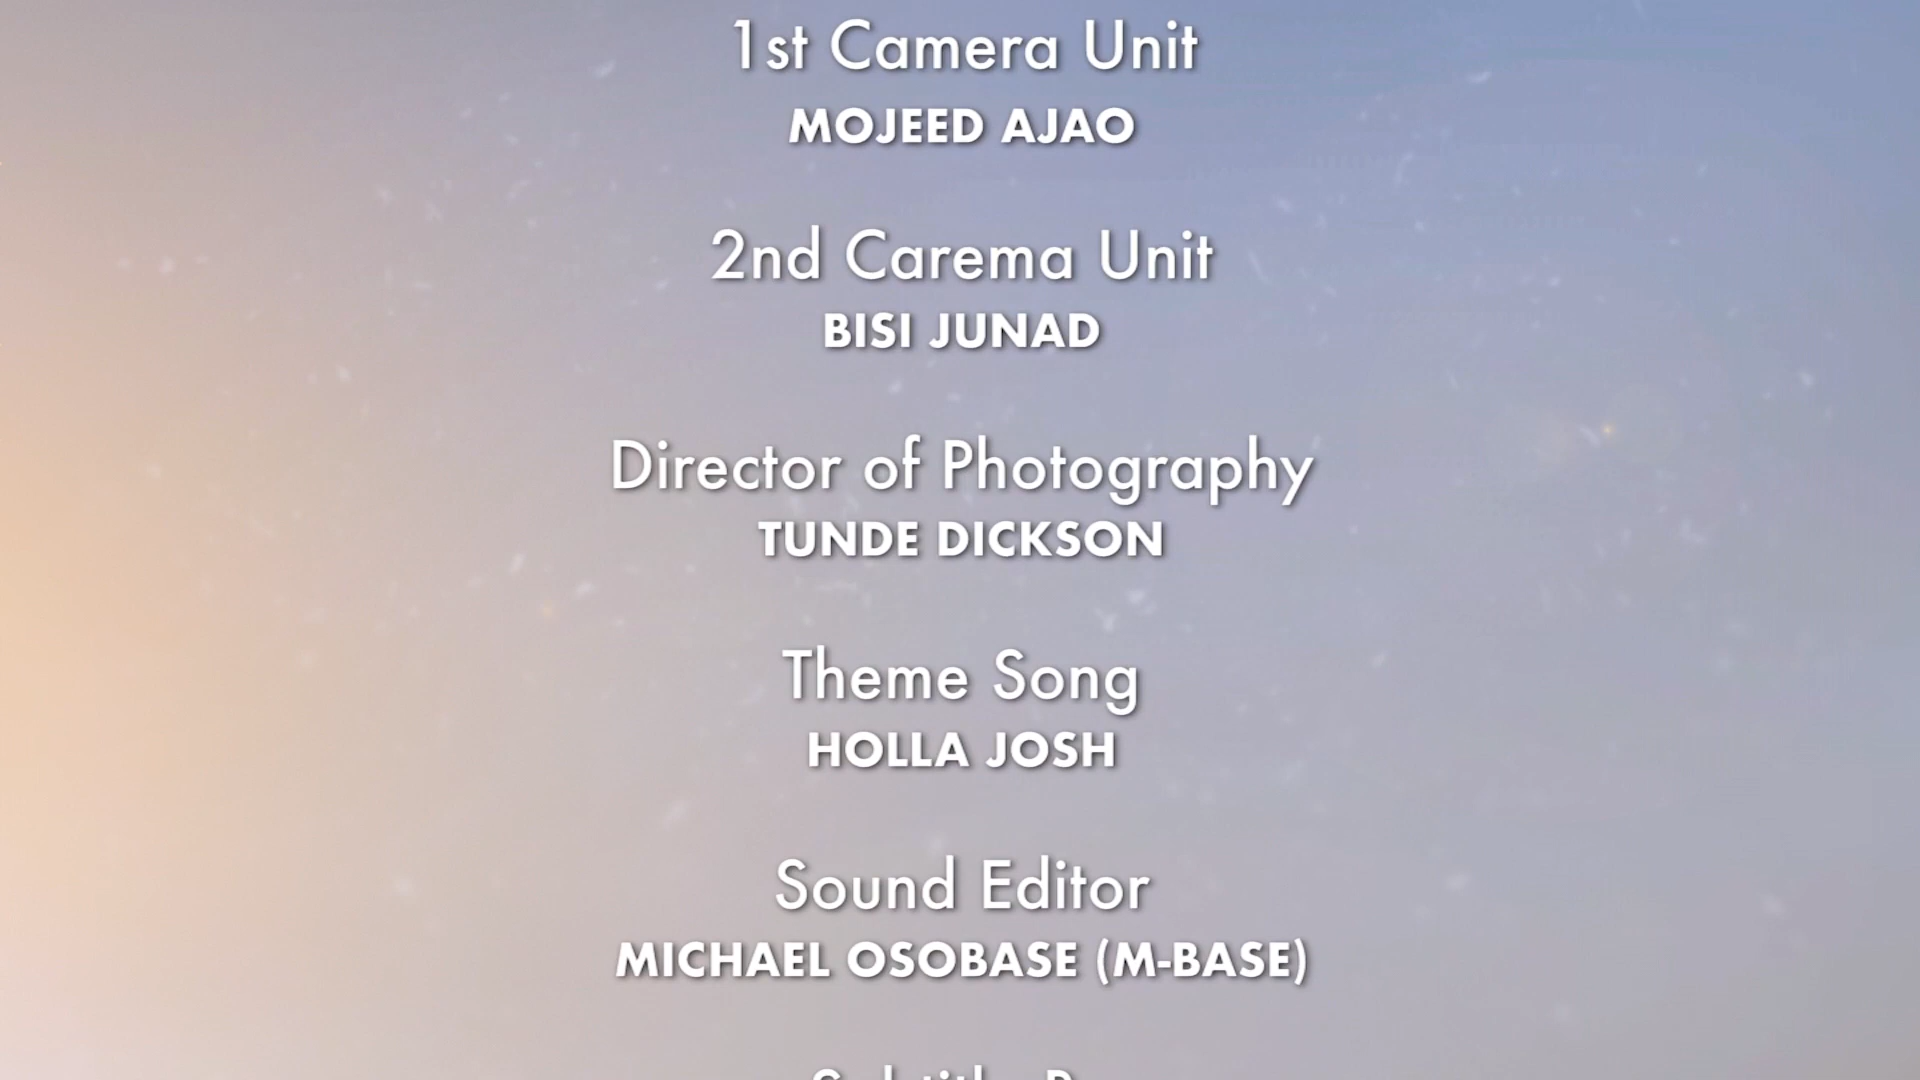 1st Camera Unit
MOJEED AJAO
2nd Carema Unit
BISI JUNAD
Director of Photography
TUNDE DICKSON
Theme Song
HOLLA JOSH
Sound Editor
MICHAEL OSOBASE (M-BASE)